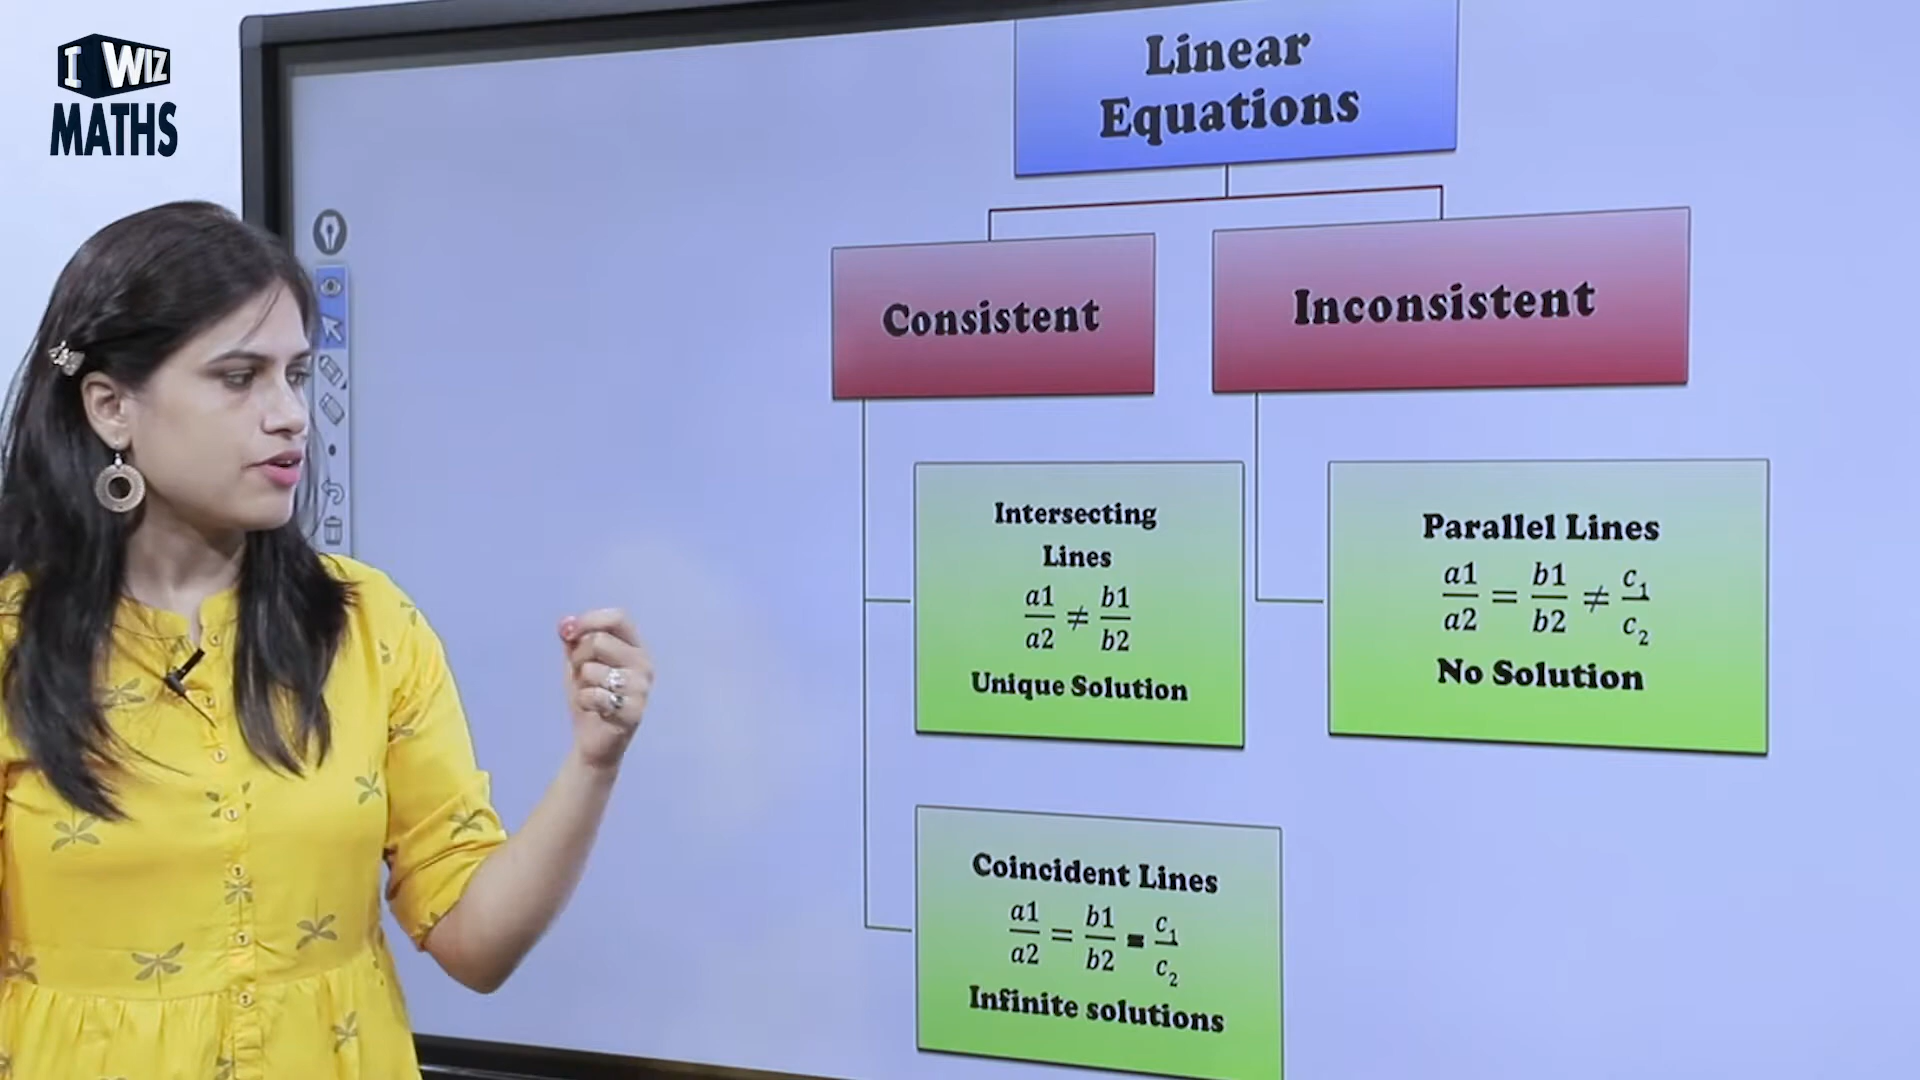 I WIZ
MATHS
Linear
Equations
Consistent
Inconsistent
Intersecting
Lines
a1/a2 ≠ b1/b2
Unique Solution
Parallel Lines
a1/a2 = b1/b2 ≠ c₁/c₂
No Solution
Coincident Lines
a1/a2 = b1/b2 = c₁/c₂
Infinite solutions